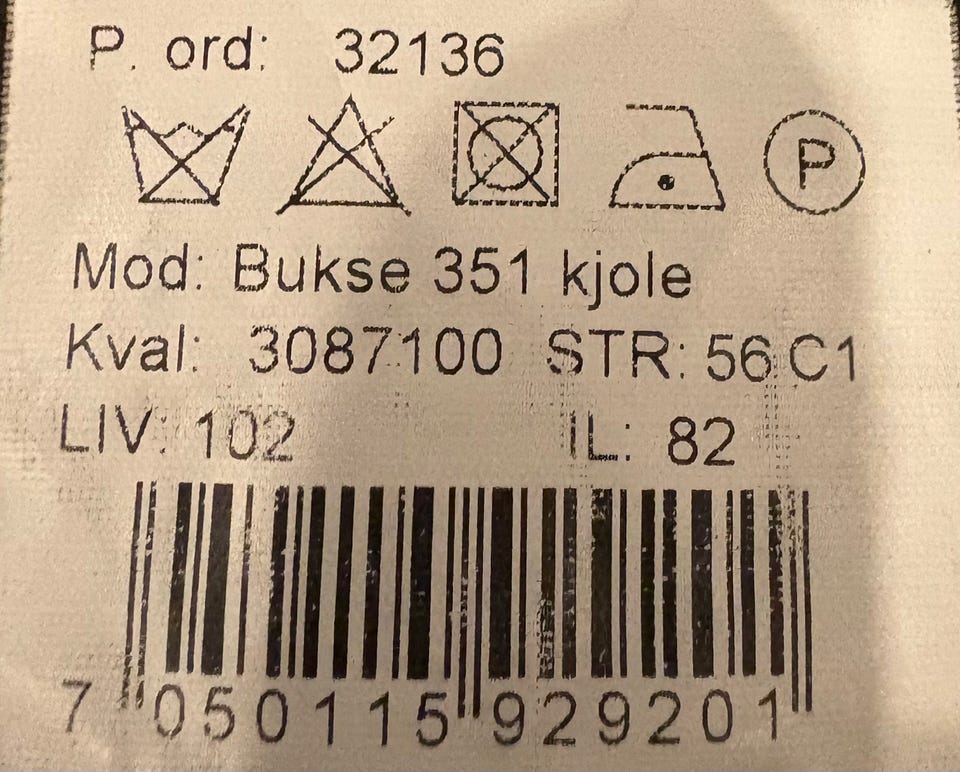 P. ord: 32136
P
Mod: Bukse 351 kjole
Kval: 3087100 STR: 56 C1
LIV: 102 IL: 82
7 050115 929201